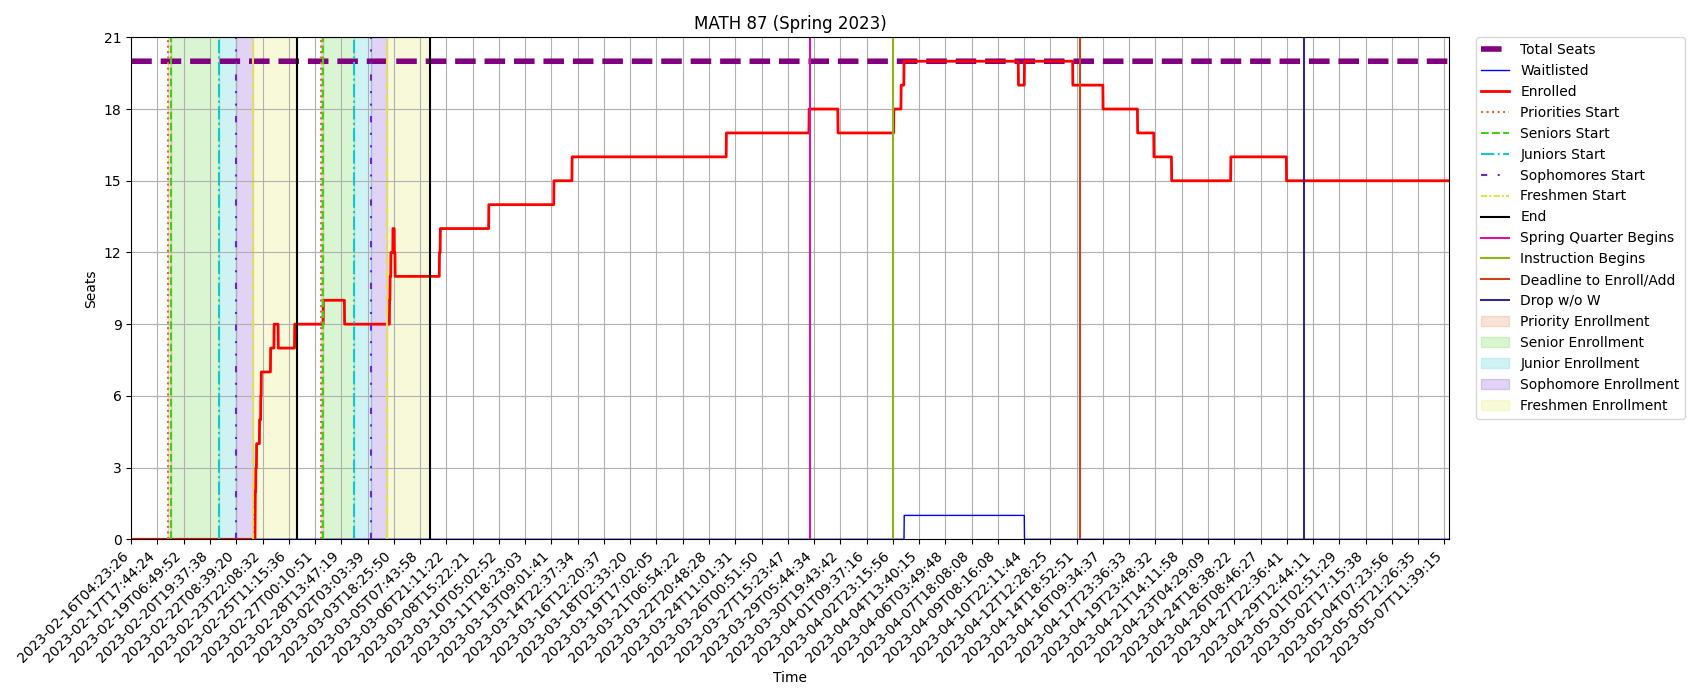 MATH 87 (Spring 2023)
21
18
15
12
9
6
3
0
Seats
2023-02-16T04:23:26
2023-02-17T17:44:24
2023-02-19T06:49:52
2023-02-20T19:37:38
2023-02-22T08:39:20
2023-02-23T22:08:32
2023-02-25T11:15:36
2023-02-27T00:10:51
2023-02-28T13:47:19
2023-03-02T03:03:39
2023-03-03T18:25:50
2023-03-05T07:43:58
2023-03-06T21:11:22
2023-03-08T15:22:21
2023-03-10T05:02:52
2023-03-11T18:23:03
2023-03-13T09:01:41
2023-03-14T22:37:34
2023-03-16T12:20:37
2023-03-18T02:33:20
2023-03-19T17:02:05
2023-03-21T06:54:22
2023-03-22T20:48:28
2023-03-24T11:01:31
2023-03-26T00:51:50
2023-03-27T15:23:47
2023-03-29T05:44:34
2023-03-30T19:43:42
2023-04-01T09:37:16
2023-04-02T23:15:56
2023-04-04T13:40:15
2023-04-06T03:49:48
2023-04-07T18:08:08
2023-04-09T08:16:08
2023-04-10T22:11:44
2023-04-12T12:28:25
2023-04-14T18:52:51
2023-04-16T09:34:37
2023-04-17T23:36:33
2023-04-19T23:48:32
2023-04-21T14:11:58
2023-04-23T04:29:09
2023-04-24T18:38:22
2023-04-26T08:46:27
2023-04-27T22:36:41
2023-04-29T12:44:11
2023-05-01T02:51:29
2023-05-02T17:15:38
2023-05-04T07:23:56
2023-05-05T21:26:35
2023-05-07T11:39:15
Time
Total Seats
Waitlisted
Enrolled
Priorities Start
Seniors Start
Juniors Start
Sophomores Start
Freshmen Start
End
Spring Quarter Begins
Instruction Begins
Deadline to Enroll/Add
Drop w/o W
Priority Enrollment
Senior Enrollment
Junior Enrollment
Sophomore Enrollment
Freshmen Enrollment